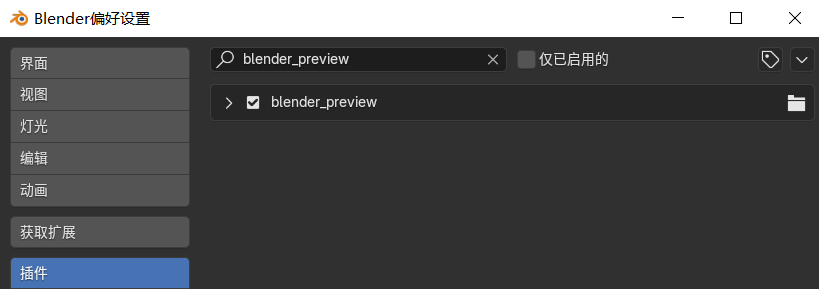 Blender偏好设置
界面
视图
灯光
编辑
动画
获取扩展
插件
blender_preview
仅已启用的
blender_preview